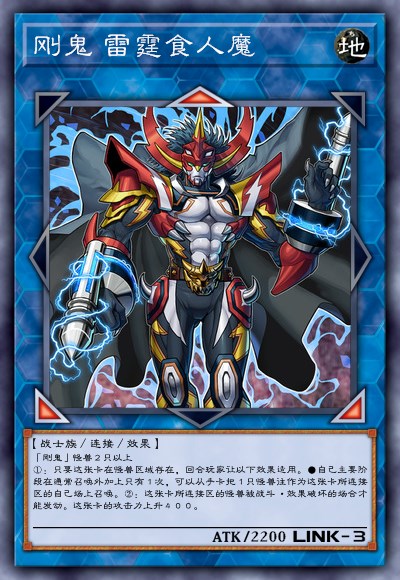 刚鬼 雷霆食人魔
地
【战士族／连接／效果】
「刚鬼」怪兽２只以上
①：只要这张卡在怪兽区域存在，回合玩家让以下效果适用。●自己主要阶
段在通常召唤外加上只有１次，可以从手卡把１只怪兽往作为这张卡所连接
区的自己场上召唤。②：这张卡所连接区的怪兽被战斗·效果破坏的场合才
能发动。这张卡的攻击力上升４００。
ATK/2200 LINK-3